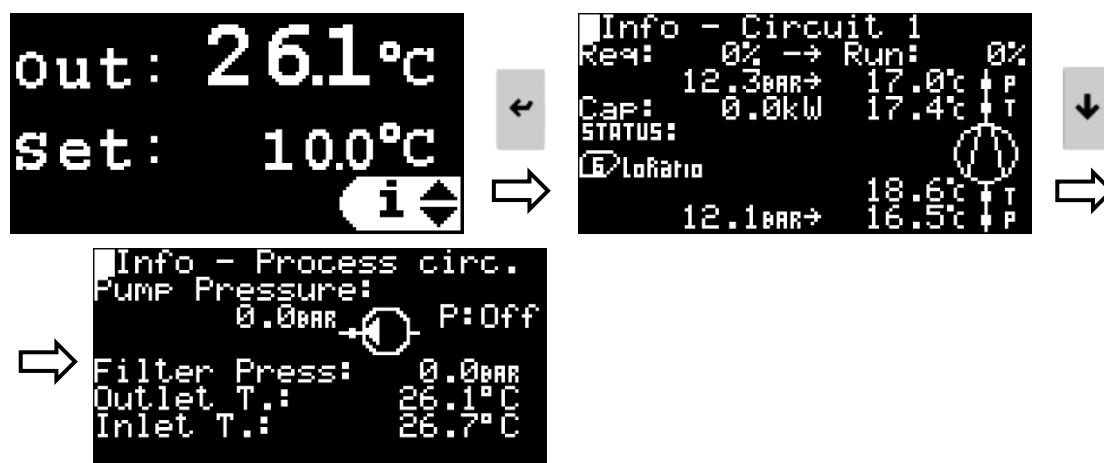 Out: 26.1°C
Set: 10.0°C
i
Info - Circuit 1
Req: 0% → Run: 0%
12.3BAR→ 17.0°C P
Cap: 0.0kW 17.4°C T
STATUS:
6 LoRatio
18.6°C T
12.1BAR→ 16.5°C P
Info - Process circ.
Pump Pressure:
0.0BAR P:Off
Filter Press: 0.0BAR
Outlet T.: 26.1°C
Inlet T.: 26.7°C